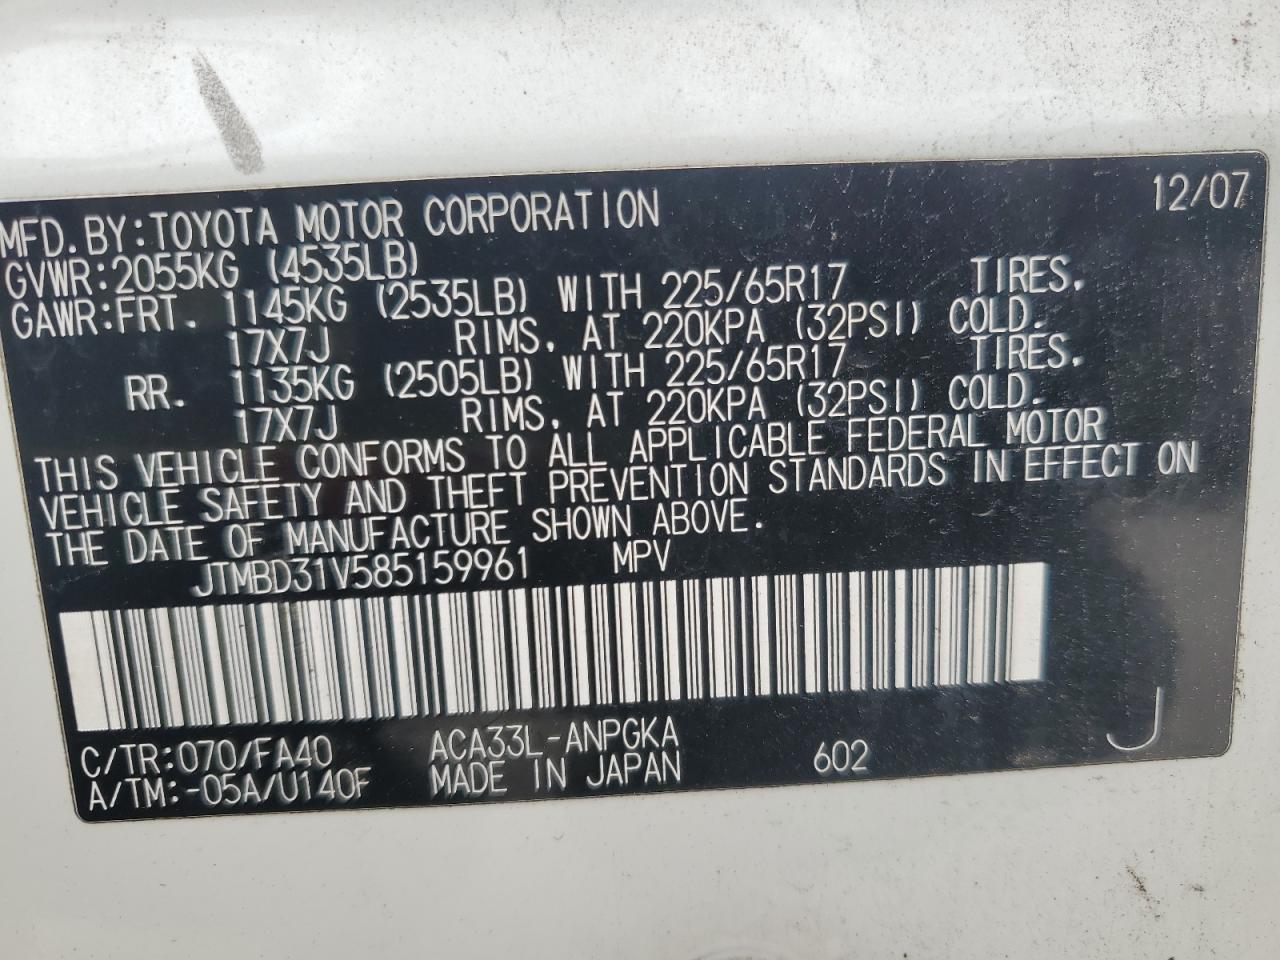 12/07
MFD. BY: TOYOTA MOTOR CORPORATION
GVWR: 2055KG (4535LB)
GAWR: FRT. 1145KG (2535LB) WITH 225/65R17 TIRES,
17X7J RIMS, AT 220KPA (32PSI) COLD.
RR. 1135KG (2505LB) WITH 225/65R17 TIRES,
17X7J RIMS, AT 220KPA (32PSI) COLD.
THIS VEHICLE CONFORMS TO ALL APPLICABLE FEDERAL MOTOR
VEHICLE SAFETY AND THEFT PREVENTION STANDARDS IN EFFECT ON
THE DATE OF MANUFACTURE SHOWN ABOVE.
JTMBD31V585159961 MPV
C/TR: 070/FA40 ACA33L-ANPGKA
A/TM: -05A/U140F MADE IN JAPAN 602 J